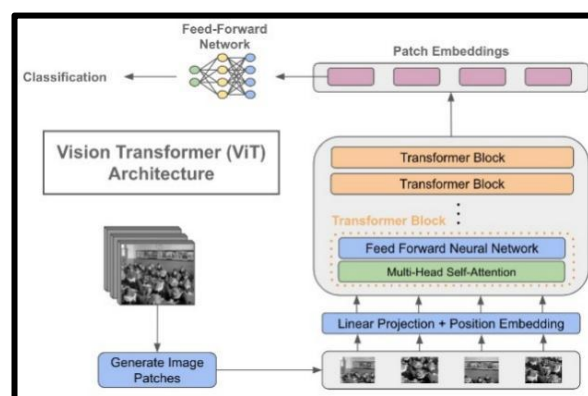 Feed-Forward
Network
Patch Embeddings
Classification
Vision Transformer (ViT)
Architecture
Transformer Block
Transformer Block
Transformer Block
Feed Forward Neural Network
Multi-Head Self-Attention
Linear Projection + Position Embedding
Generate Image
Patches